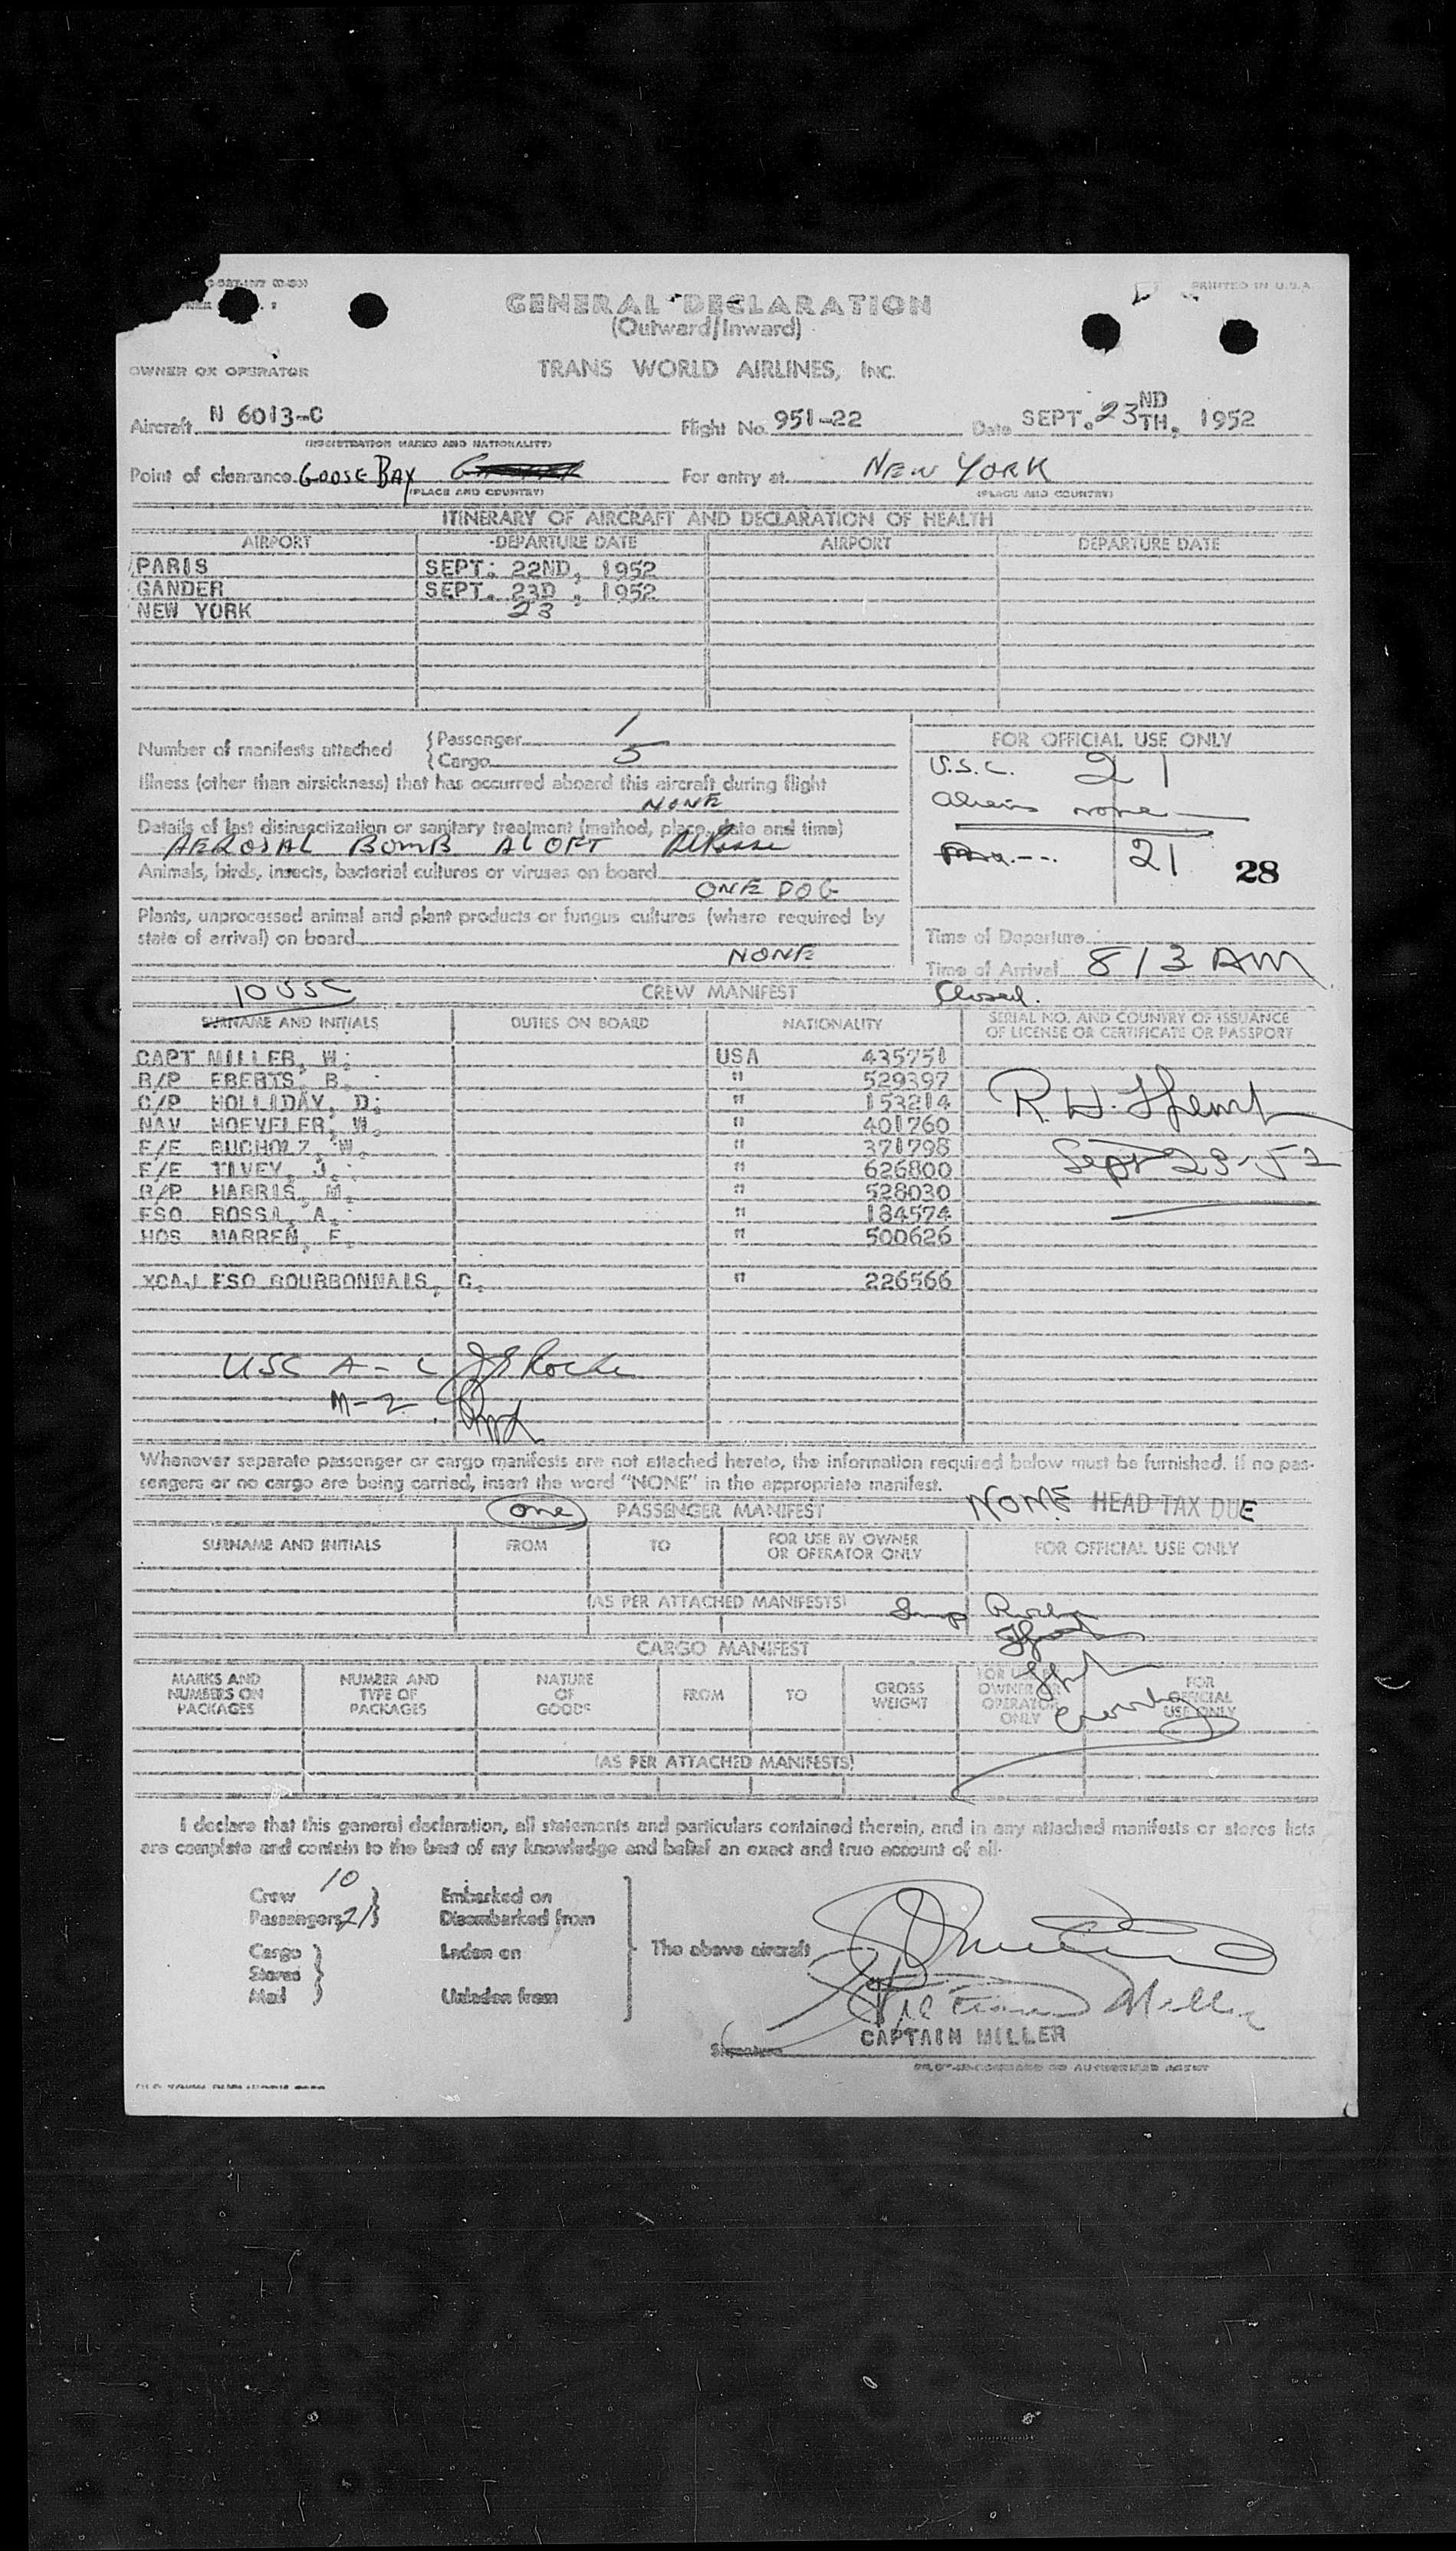 GENERAL DECLARATION
PRINTED IN U.S.A.
(Outward/Inward)
OWNER OR OPERATOR
TRANS WORLD AIRLINES, INC.
Aircraft N 6013-C Flight No. 951-22 Date SEPT. 23 ND TH, 1952
(REGISTRATION MARKS AND NATIONALITY)
Point of clearance GOOSE BAY For entry at NEW YORK
(PLACE AND COUNTRY) (PLACE AND COUNTRY)
ITINERARY OF AIRCRAFT AND DECLARATION OF HEALTH
AIRPORT DEPARTURE DATE AIRPORT DEPARTURE DATE
PARIS SEPT. 22ND, 1952
GANDER SEPT. 23D , 1952
NEW YORK 23
Number of manifests attached { Passenger 1
{ Cargo 5
FOR OFFICIAL USE ONLY
U.S.C. 21
Aliens none
21
28
Illness (other than airsickness) that has occurred aboard this aircraft during flight
NONE
Details of last disinsectization or sanitary treatment (method, place, date and time)
AEROSAL BOMB ALOFT
Animals, birds, insects, bacterial cultures or viruses on board
ONE DOG
Plants, unprocessed animal and plant products or fungus cultures (where required by
state of arrival) on board
NONE
Time of Departure
Time of Arrival 813 AM
10 USC CREW MANIFEST Closed.
SURNAME AND INITIALS DUTIES ON BOARD NATIONALITY SERIAL NO. AND COUNTRY OF ISSUANCE
OF LICENSE OR CERTIFICATE OR PASSPORT
CAPT MILLER, W. USA 435751
R/P EBERTS, B. " 529397
C/P HOLLIDAY, D. " 153214
NAV HOEVELER, W. " 401760
F/E BUCHOLZ, W. " 371798
F/E TIVEY, J. " 626800
R/P HARRIS, M. " 528030
FSO ROSSI, A. " 184574
HOS WARREN, E. " 500626
XCAJ FSO BOURBONNAIS, C. " 226566
R.H.
Sept 23-52
USC A-C
M-2
Whenever separate passenger or cargo manifests are not attached hereto, the information required below must be furnished. If no pas-
sengers or no cargo are being carried, insert the word "NONE" in the appropriate manifest.
one PASSENGER MANIFEST NONE HEAD TAX DUE
SURNAME AND INITIALS FROM TO FOR USE BY OWNER OR OPERATOR ONLY FOR OFFICIAL USE ONLY
(AS PER ATTACHED MANIFESTS)
CARGO MANIFEST
MARKS AND NUMBERS ON PACKAGES NUMBER AND TYPE OF PACKAGES NATURE OF GOODS FROM TO GROSS WEIGHT FOR USE BY OWNER OR OPERATOR ONLY FOR OFFICIAL USE ONLY
(AS PER ATTACHED MANIFESTS)
I declare that this general declaration, all statements and particulars contained therein, and in any attached manifests or stores lists
are complete and contain to the best of my knowledge and belief an exact and true account of all.
Crew 10 Embarked on
Passengers 21 Disembarked from
Cargo Laden on The above aircraft
Stores
Mail Unladen from
Miller
CAPTAIN MILLER
Signature